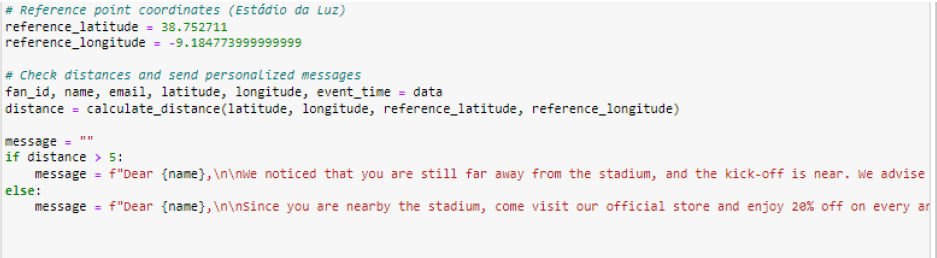 # Reference point coordinates (Estádio da Luz)
reference_latitude = 38.752711
reference_longitude = -9.184773999999999
# Check distances and send personalized messages
fan_id, name, email, latitude, longitude, event_time = data
distance = calculate_distance(latitude, longitude, reference_latitude, reference_longitude)
message = ""
if distance > 5:
    message = f"Dear {name},\n\nWe noticed that you are still far away from the stadium, and the kick-off is near. We advise
else:
    message = f"Dear {name},\n\nSince you are nearby the stadium, come visit our official store and enjoy 20% off on every